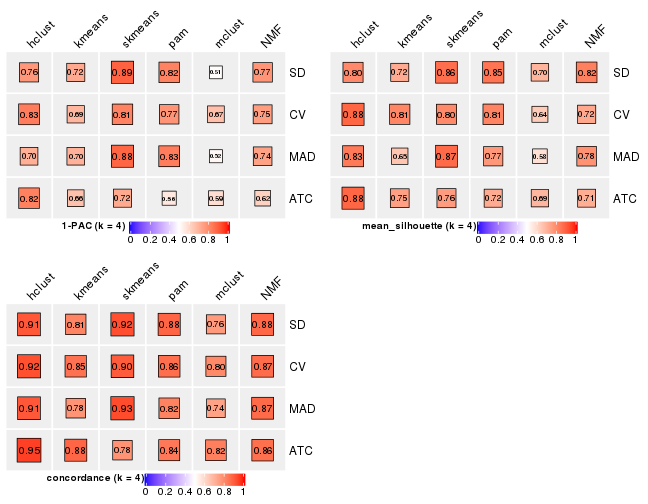 hclust kmeans skmeans pam mclust NMF
0.76 0.72 0.89 0.82 0.51 0.77 SD
0.83 0.69 0.81 0.77 0.67 0.75 CV
0.70 0.70 0.88 0.83 0.52 0.74 MAD
0.82 0.66 0.72 0.56 0.59 0.62 ATC
1-PAC (k = 4)
0 0.2 0.4 0.6 0.8 1
hclust kmeans skmeans pam mclust NMF
0.80 0.72 0.86 0.85 0.70 0.82 SD
0.88 0.81 0.80 0.81 0.64 0.72 CV
0.83 0.65 0.87 0.77 0.58 0.78 MAD
0.88 0.75 0.76 0.72 0.69 0.71 ATC
mean_silhouette (k = 4)
0 0.2 0.4 0.6 0.8 1
hclust kmeans skmeans pam mclust NMF
0.91 0.81 0.92 0.88 0.76 0.88 SD
0.92 0.85 0.90 0.86 0.80 0.87 CV
0.91 0.78 0.93 0.82 0.74 0.87 MAD
0.95 0.88 0.78 0.84 0.82 0.86 ATC
concordance (k = 4)
0 0.2 0.4 0.6 0.8 1